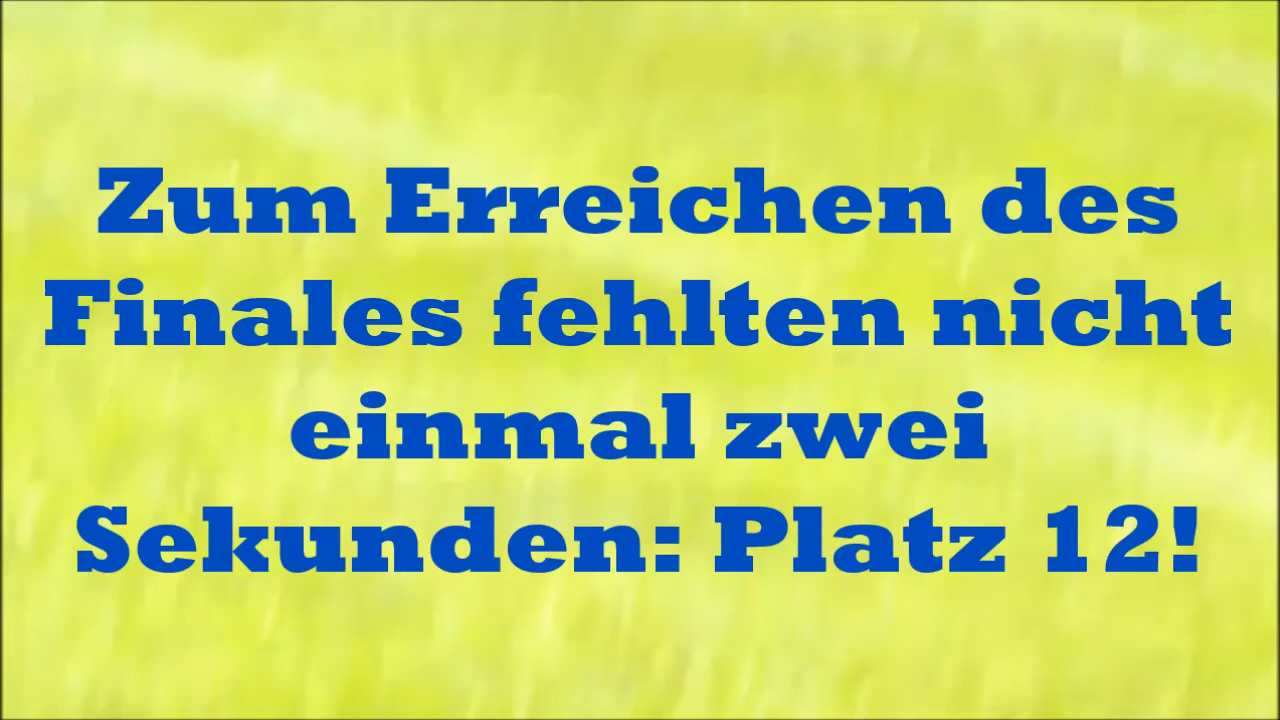 Zum Erreichen des
Finales fehlten nicht
einmal zwei
Sekunden: Platz 12!